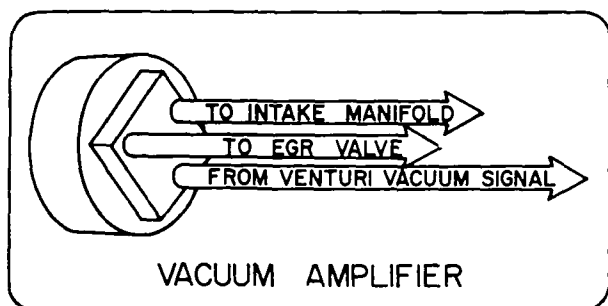 TO INTAKE MANIFOLD
TO EGR VALVE
FROM VENTURI VACUUM SIGNAL
VACUUM AMPLIFIER